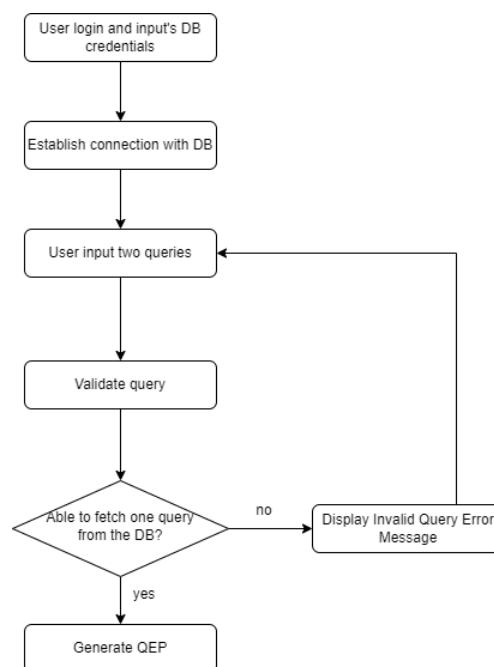 User login and input's DB
credentials
Establish connection with DB
User input two queries
Validate query
Able to fetch one query
from the DB?
no
Display Invalid Query Error
Message
yes
Generate QEP